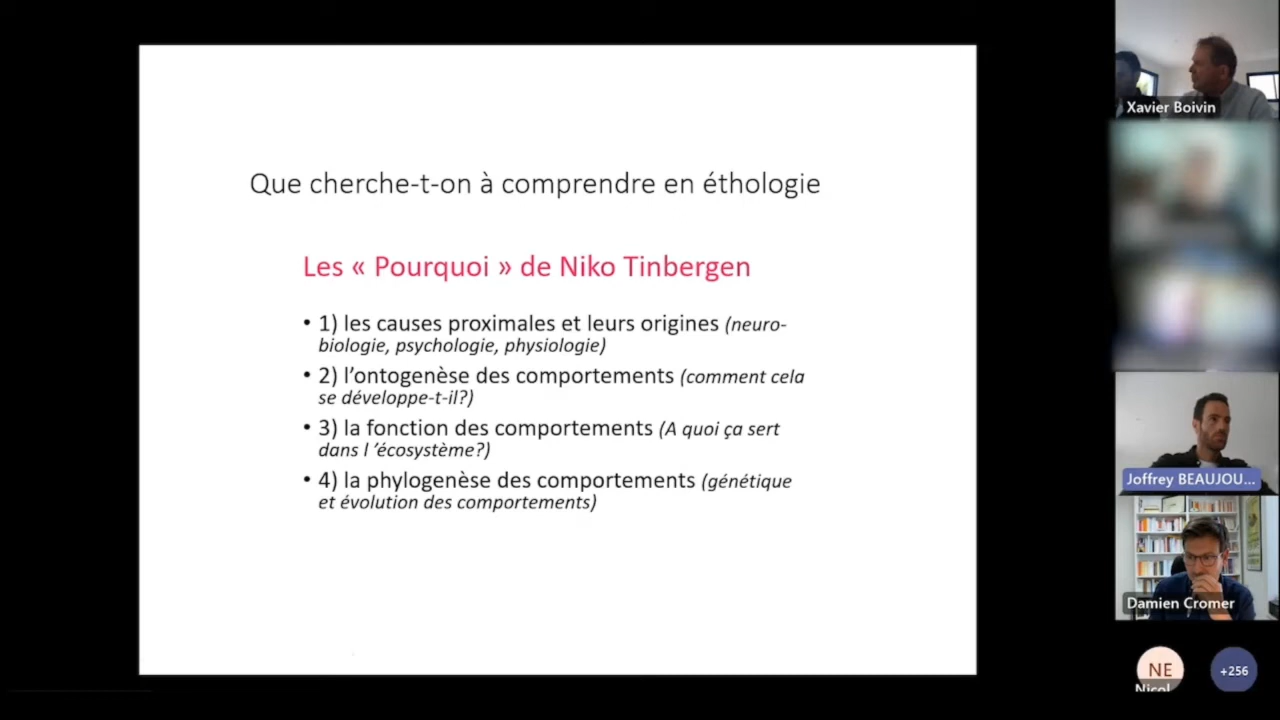 Que cherche-t-on à comprendre en éthologie
Les « Pourquoi » de Niko Tinbergen
• 1) les causes proximales et leurs origines (neuro-
biologie, psychologie, physiologie)
• 2) l’ontogenèse des comportements (comment cela
se développe-t-il?)
• 3) la fonction des comportements (A quoi ça sert
dans l ’écosystème?)
• 4) la phylogenèse des comportements (génétique
et évolution des comportements)
Xavier Boivin
Joffrey BEAUJOU...
Damien Cromer
NE
Nicol
+256